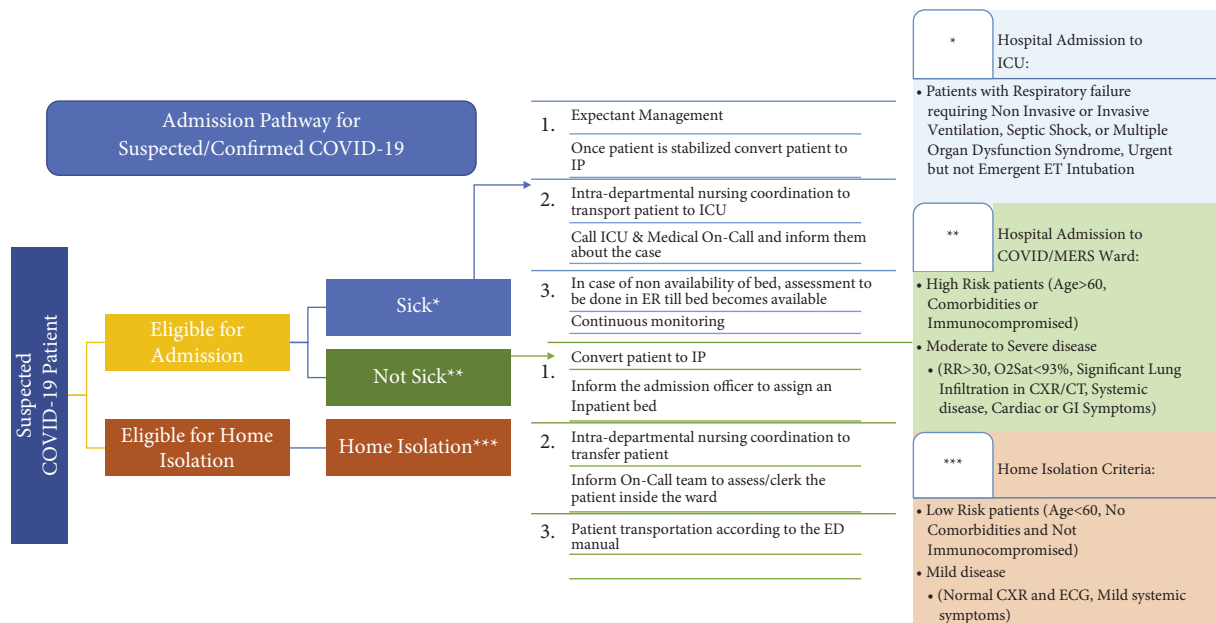 Admission Pathway for
Suspected/Confirmed COVID-19
Suspected
COVID-19 Patient
Eligible for
Admission
Eligible for Home
Isolation
Sick*
Not Sick**
Home Isolation***
1.
Expectant Management
Once patient is stabilized convert patient to
IP
2.
Intra-departmental nursing coordination to
transport patient to ICU
Call ICU & Medical On-Call and inform them
about the case
3.
In case of non availability of bed, assessment to
be done in ER till bed becomes available
Continuous monitoring
1.
Convert patient to IP
Inform the admission officer to assign an
Inpatient bed
2.
Intra-departmental nursing coordination to
transfer patient
Inform On-Call team to assess/clerk the
patient inside the ward
3.
Patient transportation according to the ED
manual
*
Hospital Admission to
ICU:
• Patients with Respiratory failure
requiring Non Invasive or Invasive
Ventilation, Septic Shock, or Multiple
Organ Dysfunction Syndrome, Urgent
but not Emergent ET Intubation
**
Hospital Admission to
COVID/MERS Ward:
• High Risk patients (Age>60,
Comorbidities or
Immunocompromised)
• Moderate to Severe disease
• (RR>30, O2Sat<93%, Significant Lung
Infiltration in CXR/CT, Systemic
disease, Cardiac or GI Symptoms)
***
Home Isolation Criteria:
• Low Risk patients (Age<60, No
Comorbidities and Not
Immunocompromised)
• Mild disease
• (Normal CXR and ECG, Mild systemic
symptoms)